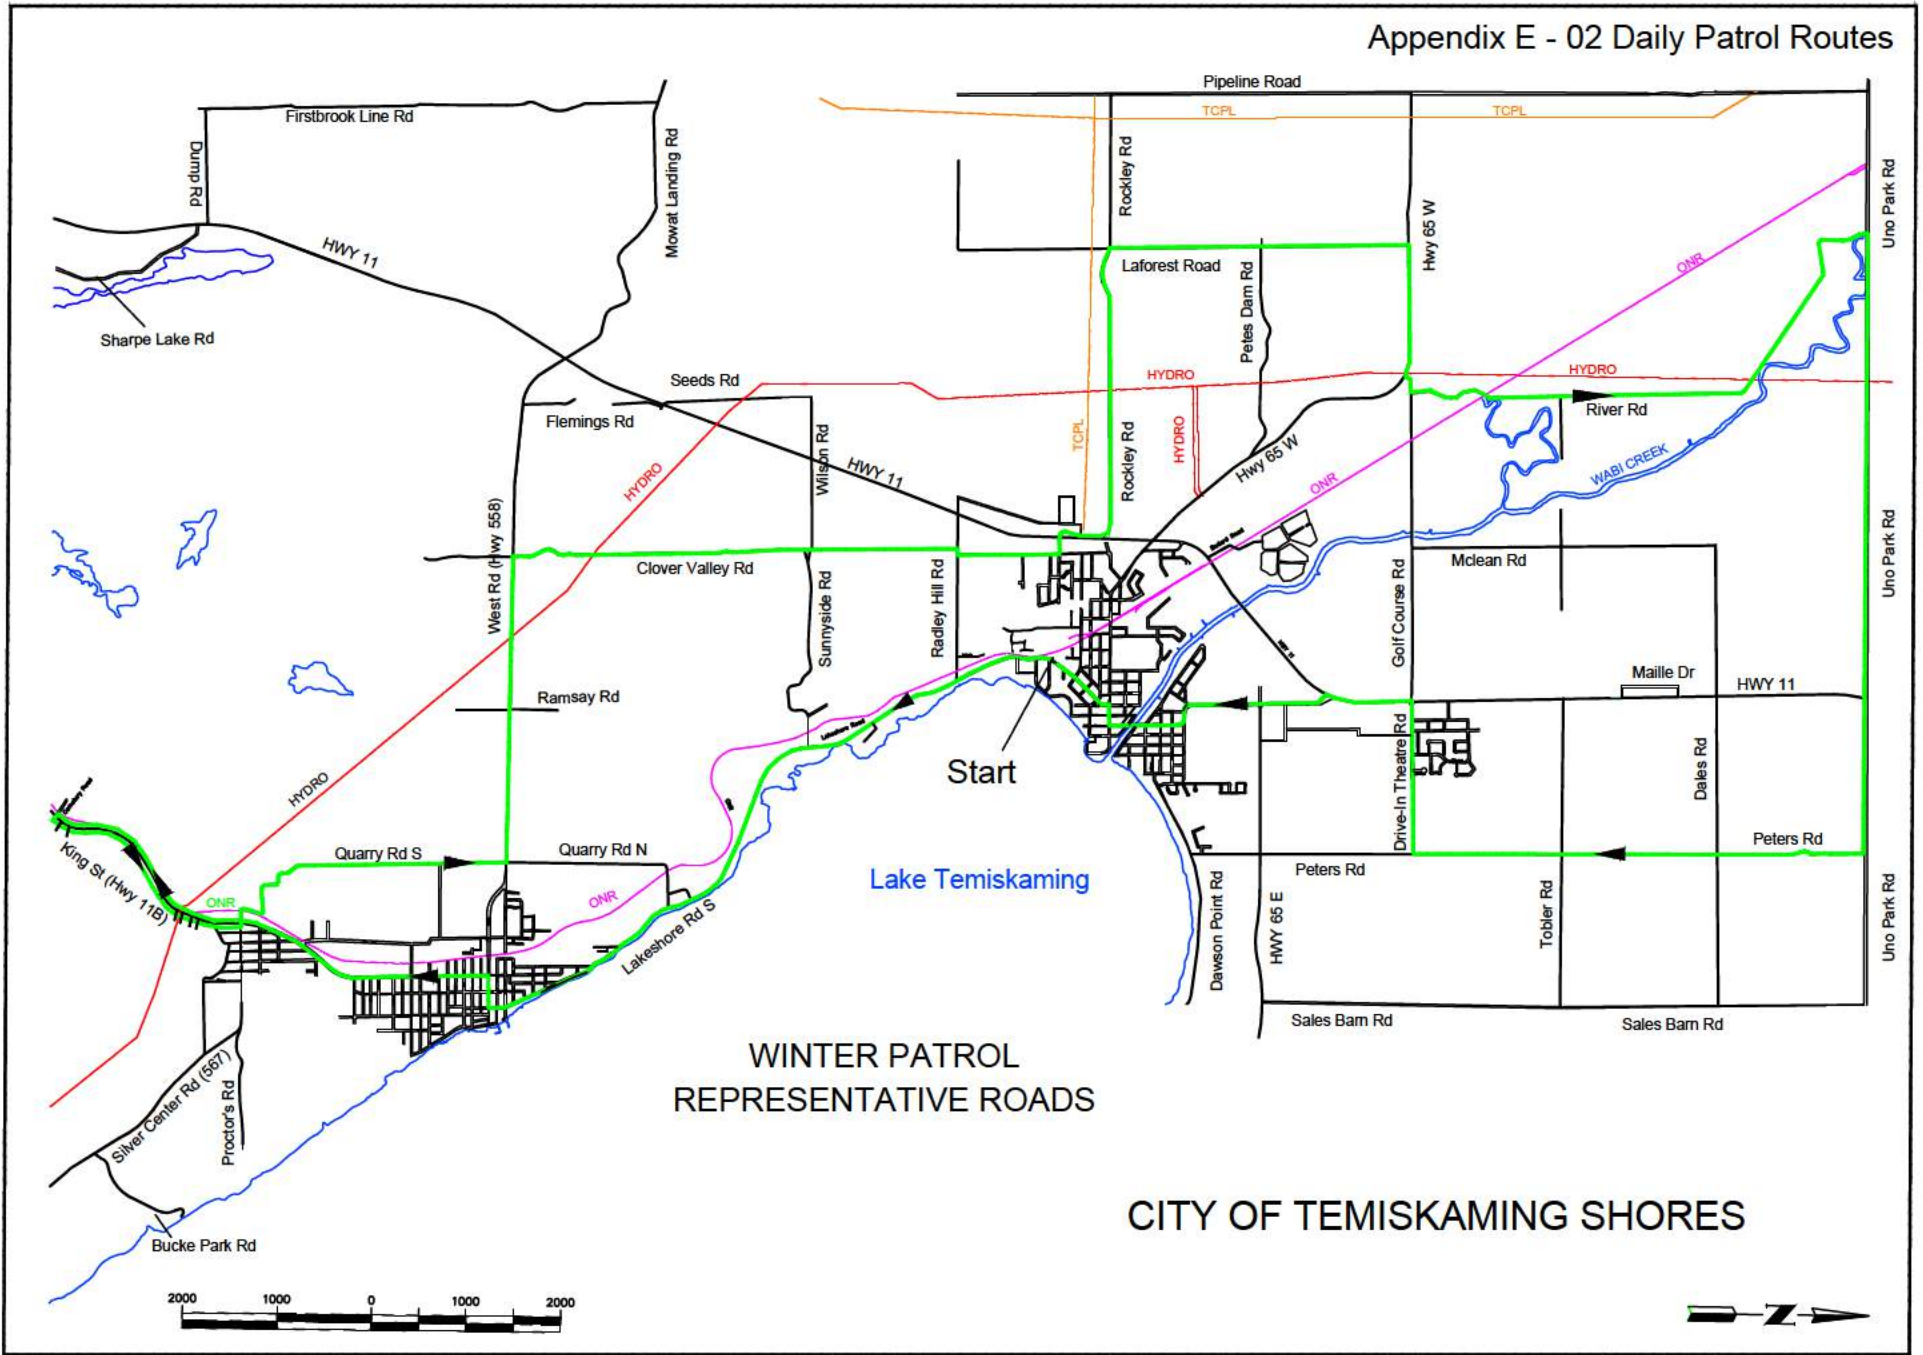 Appendix E - 02 Daily Patrol Routes
Pipeline Road
TCPL
TCPL
Firstbrook Line Rd
Dump Rd
Mowat Landing Rd
Rockley Rd
Hwy 65 W
Uno Park Rd
HWY 11
Laforest Road
Petes Dam Rd
ONR
Sharpe Lake Rd
Seeds Rd
HYDRO
HYDRO
Flemings Rd
River Rd
Wilson Rd
TCPL
Rockley Rd
HYDRO
Hwy 65 W
HYDRO
HWY 11
ONR
WABI CREEK
West Rd (Hwy 558)
Clover Valley Rd
Sunnyside Rd
Radley Hill Rd
Golf Course Rd
Mclean Rd
Uno Park Rd
Ramsay Rd
Maille Dr
HWY 11
HWY 11
Lakeshore Road
Start
Drive-In Theatre Rd
Dales Rd
HYDRO
King St (Hwy 11B)
Quarry Rd S
Quarry Rd N
Peters Rd
Peters Rd
Lake Temiskaming
ONR
ONR
Lakeshore Rd S
Dawson Point Rd
HWY 65 E
Tobler Rd
Uno Park Rd
Sales Barn Rd
Sales Barn Rd
WINTER PATROL
REPRESENTATIVE ROADS
Silver Center Rd (567)
Proctor's Rd
Bucke Park Rd
CITY OF TEMISKAMING SHORES
2000 1000 0 1000 2000
N